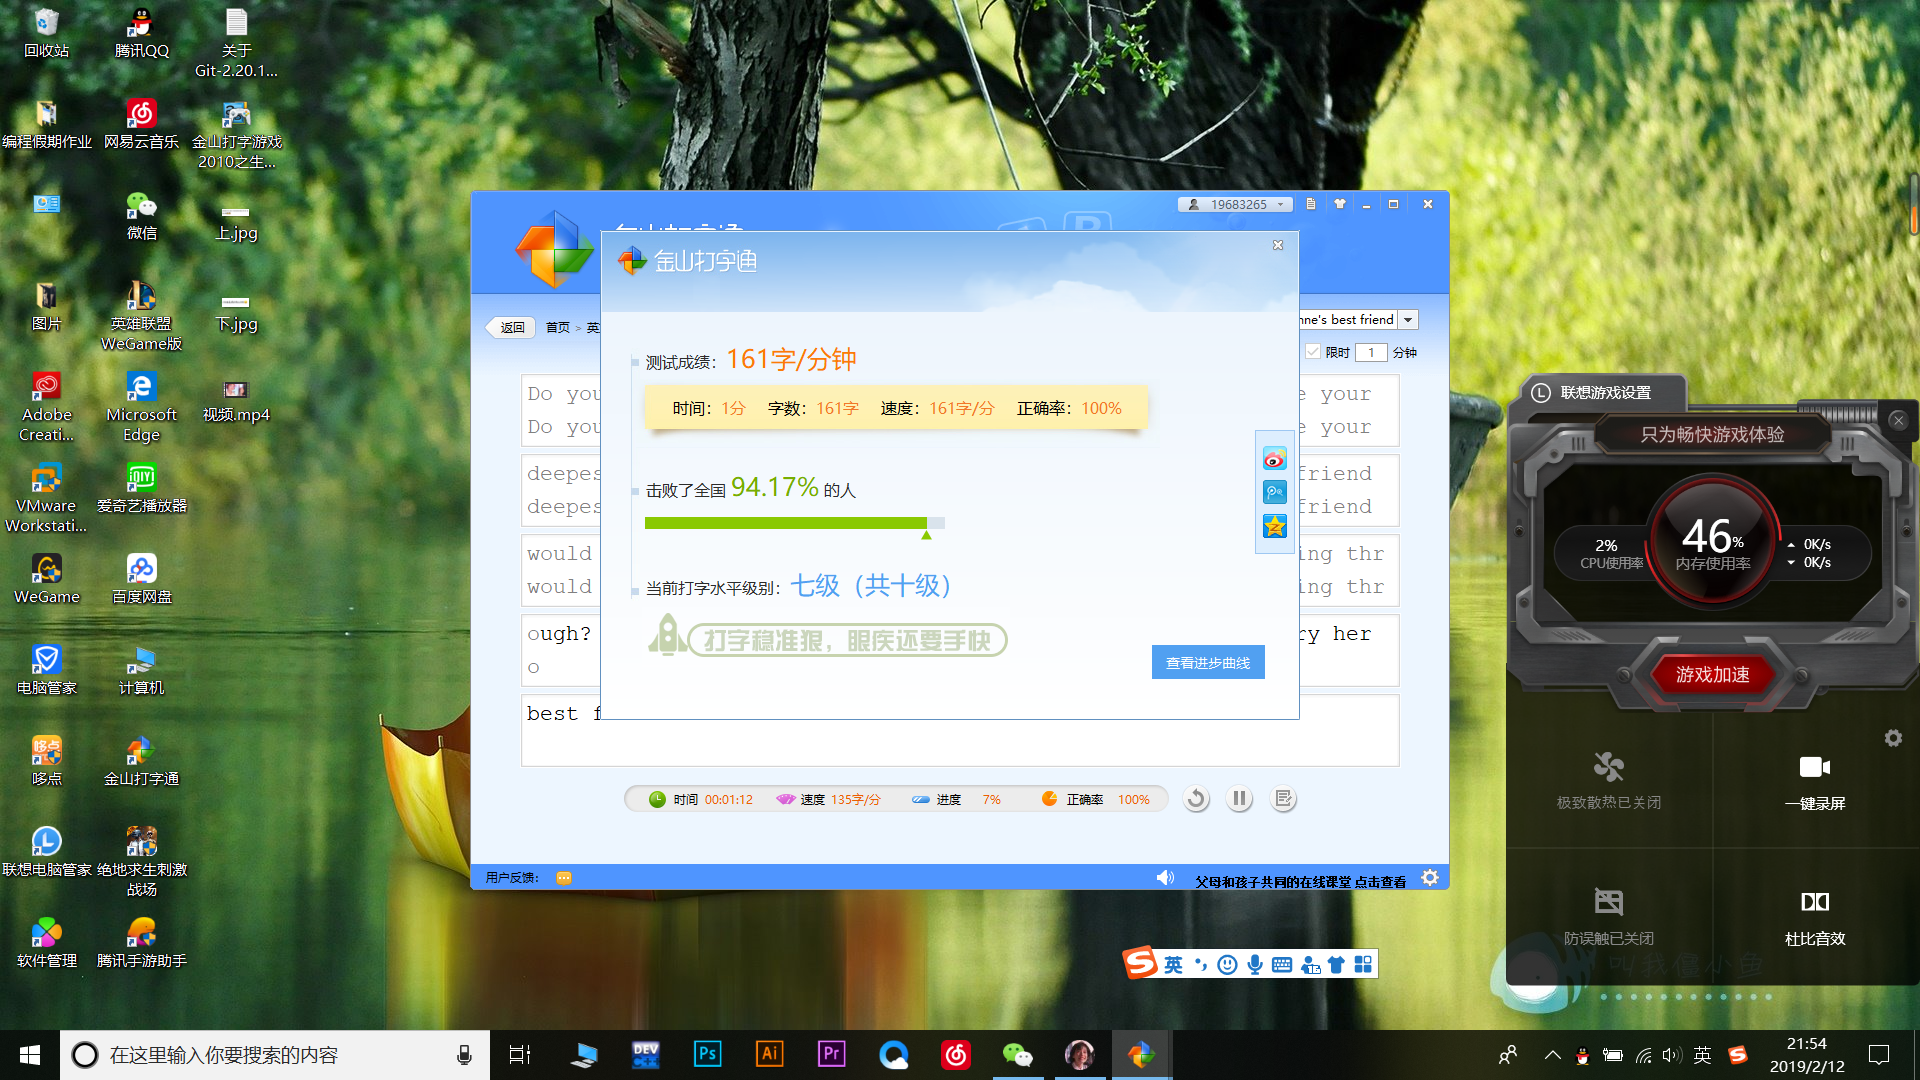 回收站
腾讯QQ
关于
Git-2.20.1...
编程假期作业
网易云音乐
金山打字游戏
2010之生...
微信
上.jpg
图片
英雄联盟
WeGame版
下.jpg
Adobe
Creati...
Microsoft
Edge
视频.mp4
VMware
Workstati...
爱奇艺播放器
WeGame
百度网盘
电脑管家
计算机
哆点
金山打字通
联想电脑管家
绝地求生刺激
战场
软件管理
腾讯手游助手
19683265
金山打字通
返回
首页 > 英
nne's best friend
限时 1 分钟
测试成绩：161字/分钟
时间：1分 字数：161字 速度：161字/分 正确率：100%
击败了全国 94.17% 的人
当前打字水平级别：七级（共十级）
打字稳准狠，眼疾还要手快
查看进步曲线
Do you
e your
Do you
e your
deepes
friend
deepes
friend
would
ing thr
would
ing thr
ough?
ry her
o
best f
时间 00:01:12 速度 135字/分 进度 7% 正确率 100%
用户反馈：
父母和孩子共同的在线课堂 点击查看
联想游戏设置
只为畅快游戏体验
2%
CPU使用率
46%
内存使用率
0K/s
0K/s
游戏加速
极致散热已关闭
一键录屏
防误触已关闭
杜比音效
叫我僵小鱼
英
在这里输入你要搜索的内容
DEV
C++
Ps
Ai
Pr
英
21:54
2019/2/12